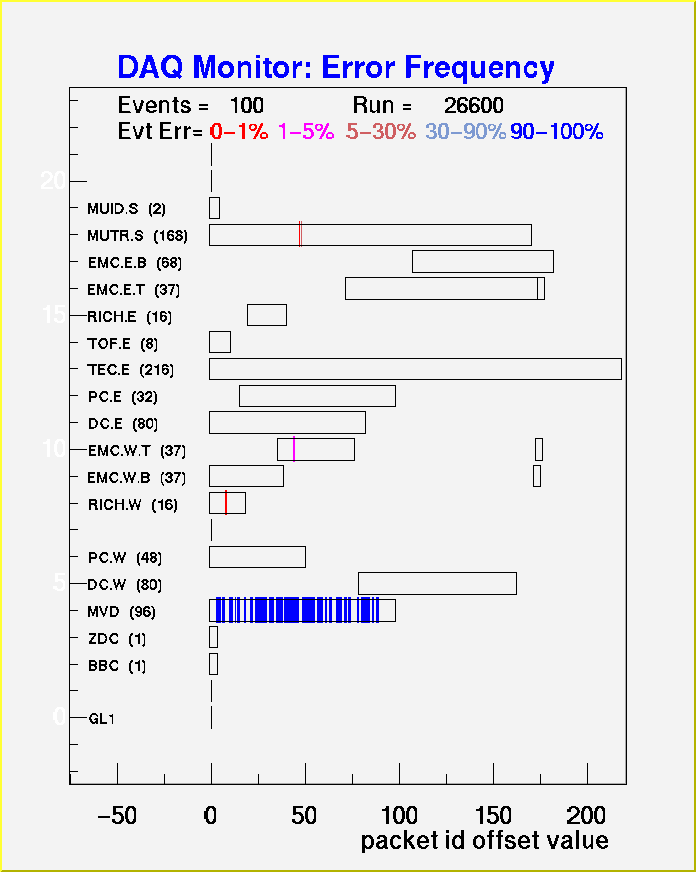 DAQ Monitor: Error Frequency
Events = 100 Run = 26600
Evt Err= 0-1% 1-5% 5-30% 30-90% 90-100%
20
MUID.S (2)
MUTR.S (168)
EMC.E.B (68)
EMC.E.T (37)
15 RICH.E (16)
TOF.E (8)
TEC.E (216)
PC.E (32)
DC.E (80)
10 EMC.W.T (37)
EMC.W.B (37)
RICH.W (16)
PC.W (48)
5 DC.W (80)
MVD (96)
ZDC (1)
BBC (1)
0 GL1
-50 0 50 100 150 200
packet id offset value